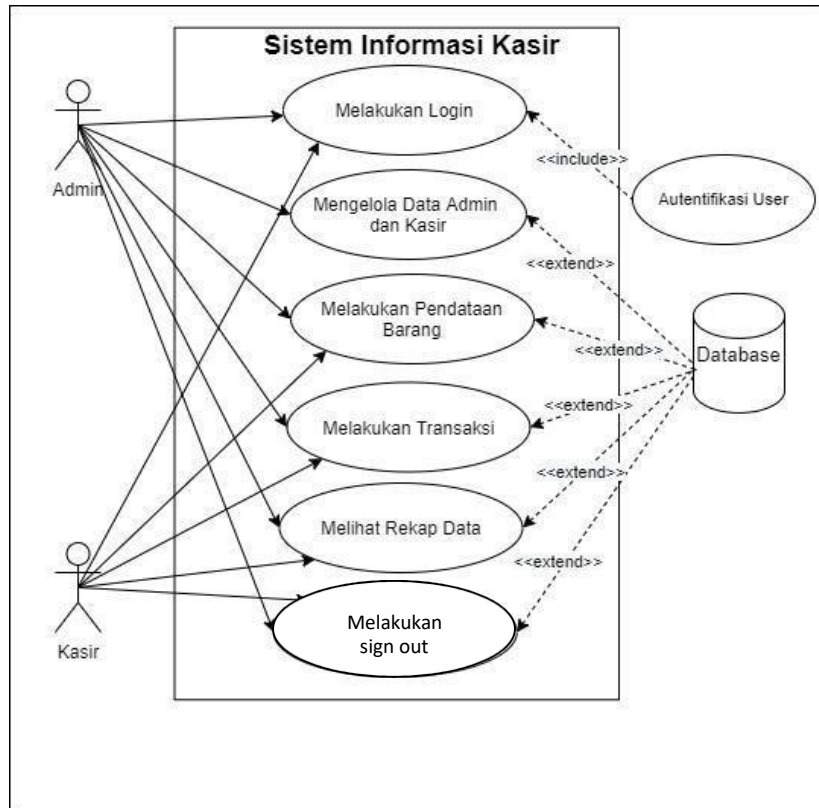 Sistem Informasi Kasir
Melakukan Login
Admin
<<include>>
Autentifikasi User
Mengelola Data Admin
dan Kasir
<<extend>>
Melakukan Pendataan
Barang
<<extend>>
Database
Melakukan Transaksi
<<extend>>
Melihat Rekap Data
<<extend>>
<<extend>>
Melakukan
sign out
Kasir